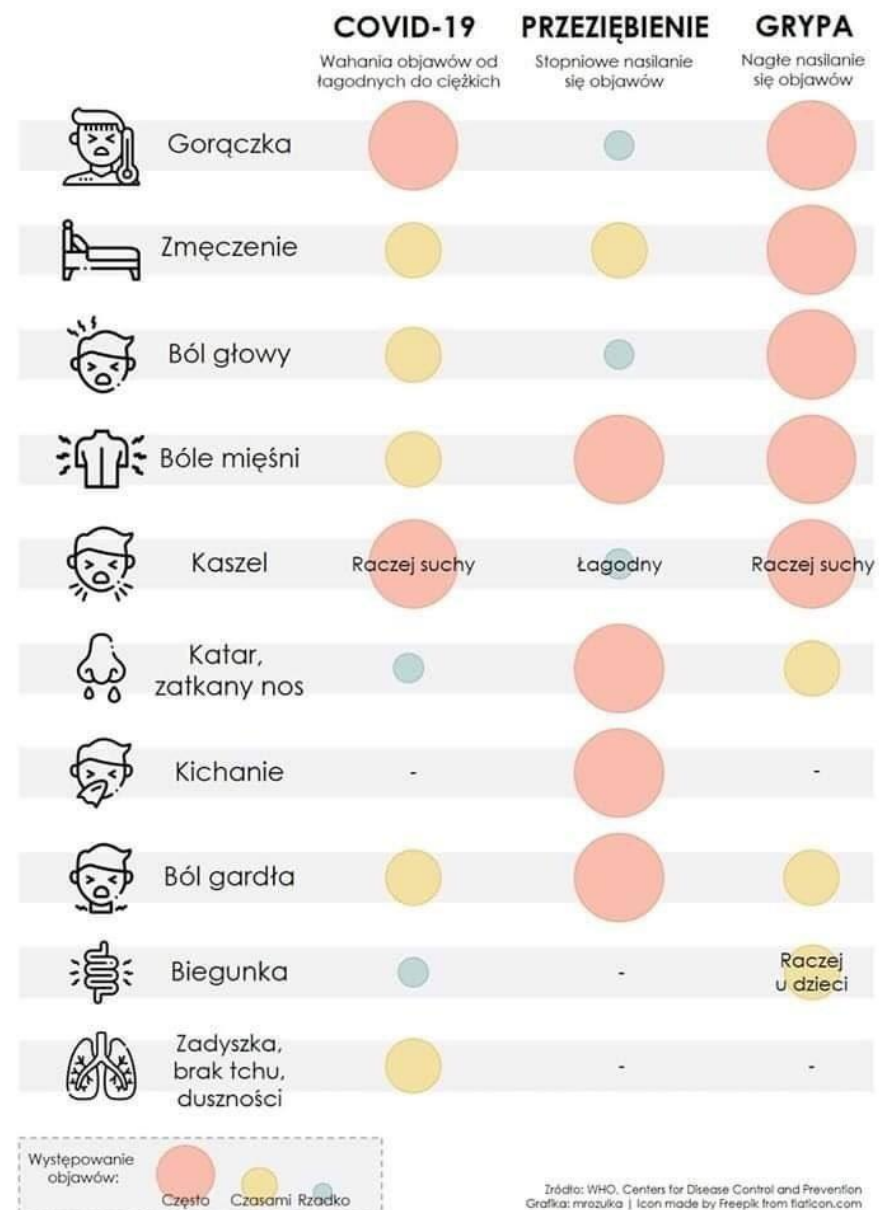 COVID-19 PRZEZIĘBIENIE GRYPA
Wahania objawów od Stopniowe nasilanie Nagłe nasilanie
łagodnych do ciężkich się objawów się objawów
Gorączka
Zmęczenie
Ból głowy
Bóle mięśni
Kaszel Raczej suchy Łagodny Raczej suchy
Katar,
zatkany nos
Kichanie - -
Ból gardła
Raczej
Biegunka - u dzieci
Zadyszka,
brak tchu, - -
duszności
Występowanie
objawów:
Często Czasami Rzadko
Źródło: WHO, Centers for Disease Control and Prevention
Grafika: mrozulka | Icon made by Freepik from flaticon.com